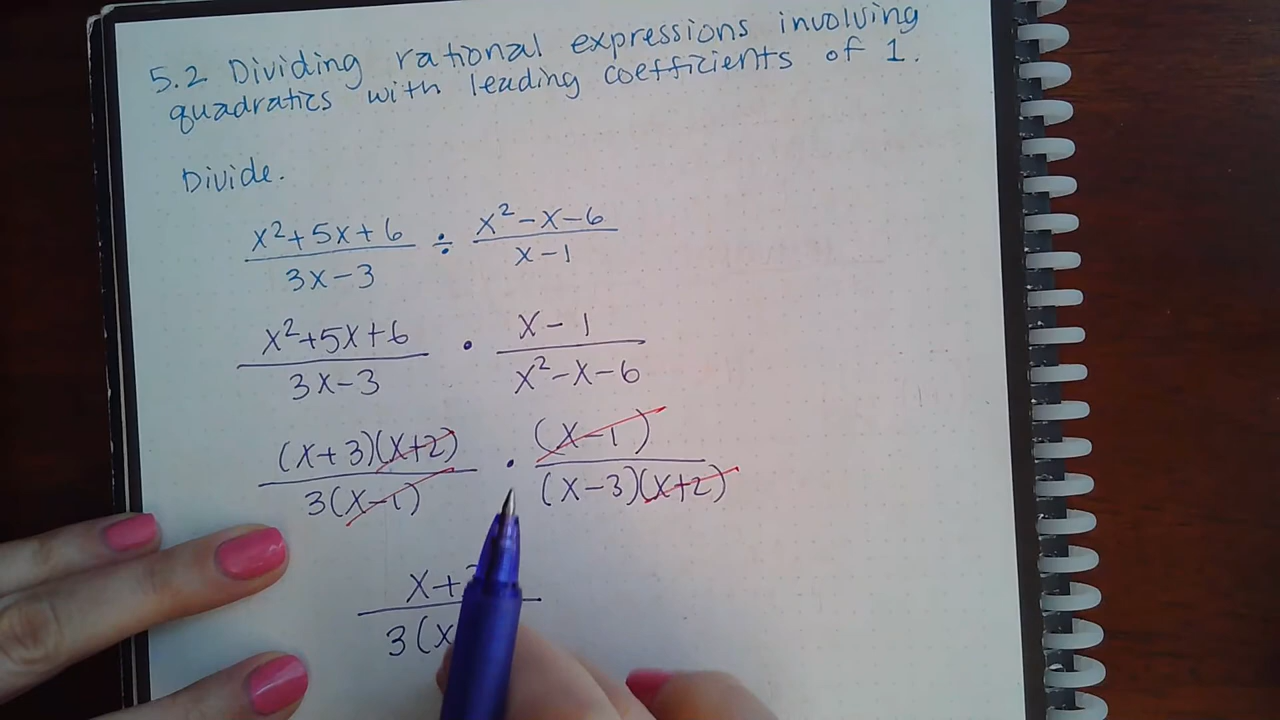 5.2 Dividing rational expressions involving
quadratics with leading coefficients of 1.
Divide.
x²+5x+6 / 3x-3 ÷ x²-x-6 / x-1
x²+5x+6 / 3x-3 · x-1 / x²-x-6
(x+3)(x+2) / 3(x-1) · (x-1) / (x-3)(x+2)
x+ / 3(x